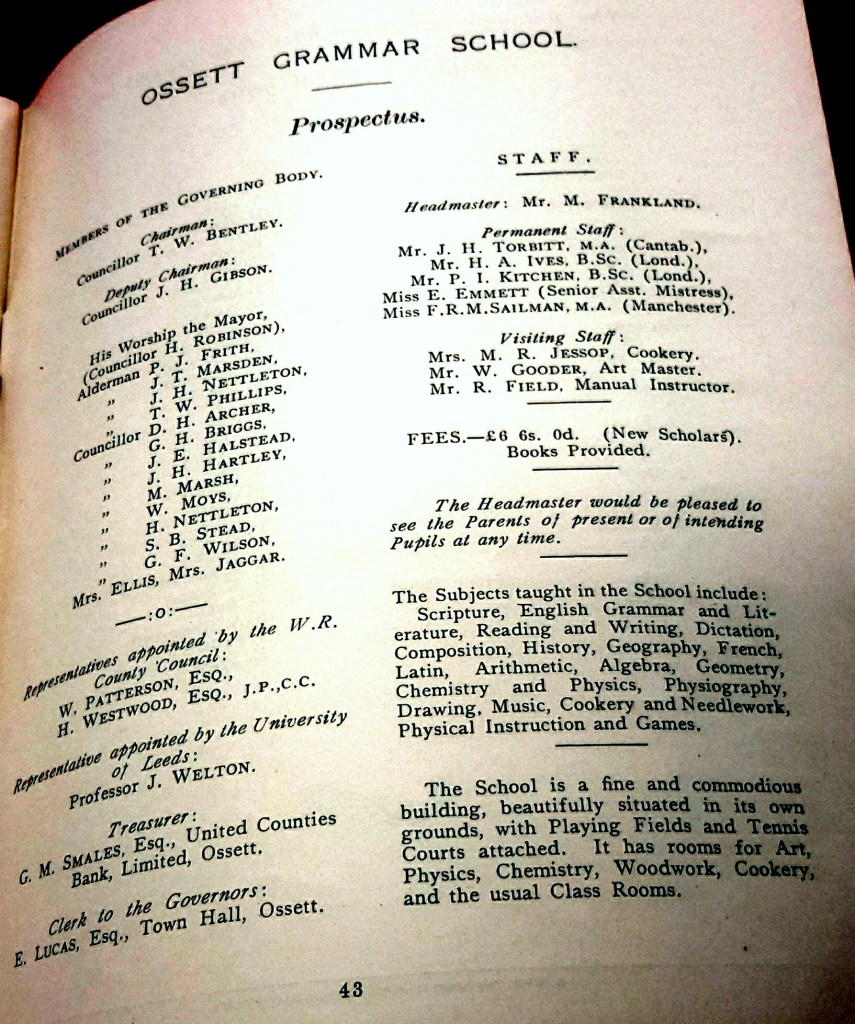 OSSETT GRAMMAR SCHOOL.
Prospectus.
MEMBERS OF THE GOVERNING BODY.
Chairman:
Councillor T. W. BENTLEY.
Deputy Chairman:
Councillor J. H. GIBSON.
His Worship the Mayor,
(Councillor H. ROBINSON),
Alderman P. J. FRITH,
" J. T. MARSDEN,
" J. H. NETTLETON,
" T. W. PHILLIPS,
Councillor D. H. ARCHER,
" G. H. BRIGGS,
" J. E. HALSTEAD,
" J. H. HARTLEY,
" M. MARSH,
" W. MOYS,
" H. NETTLETON,
" S. B. STEAD,
" G. F. WILSON,
Mrs. ELLIS, Mrs. JAGGAR.
—:o:—
Representatives appointed by the W.R.
County Council:
W. PATTERSON, ESQ.,
H. WESTWOOD, ESQ., J.P.,C.C.
Representative appointed by the University
of Leeds:
Professor J. WELTON.
Treasurer:
G. M. SMALES, Esq., United Counties
Bank, Limited, Ossett.
Clerk to the Governors:
E. LUCAS, Esq., Town Hall, Ossett.
STAFF.
Headmaster: Mr. M. FRANKLAND.
Permanent Staff:
Mr. J. H. TORBITT, M.A. (Cantab.),
Mr. H. A. IVES, B.Sc. (Lond.),
Mr. P. I. KITCHEN, B.Sc. (Lond.),
Miss E. EMMETT (Senior Asst. Mistress),
Miss F.R.M.SAILMAN, M.A. (Manchester).
Visiting Staff:
Mrs. M. R. JESSOP, Cookery.
Mr. W. GOODER, Art Master.
Mr. R. FIELD, Manual Instructor.
FEES.—£6 6s. 0d. (New Scholars).
Books Provided.
The Headmaster would be pleased to
see the Parents of present or of intending
Pupils at any time.
The Subjects taught in the School include:
Scripture, English Grammar and Lit-
erature, Reading and Writing, Dictation,
Composition, History, Geography, French,
Latin, Arithmetic, Algebra, Geometry,
Chemistry and Physics, Physiography,
Drawing, Music, Cookery and Needlework,
Physical Instruction and Games.
The School is a fine and commodious
building, beautifully situated in its own
grounds, with Playing Fields and Tennis
Courts attached. It has rooms for Art,
Physics, Chemistry, Woodwork, Cookery,
and the usual Class Rooms.
43